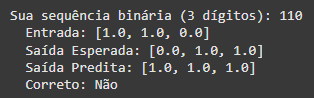 Sua sequência binária (3 dígitos): 110
Entrada: [1.0, 1.0, 0.0]
Saída Esperada: [0.0, 1.0, 1.0]
Saída Predita: [1.0, 1.0, 1.0]
Correto: Não